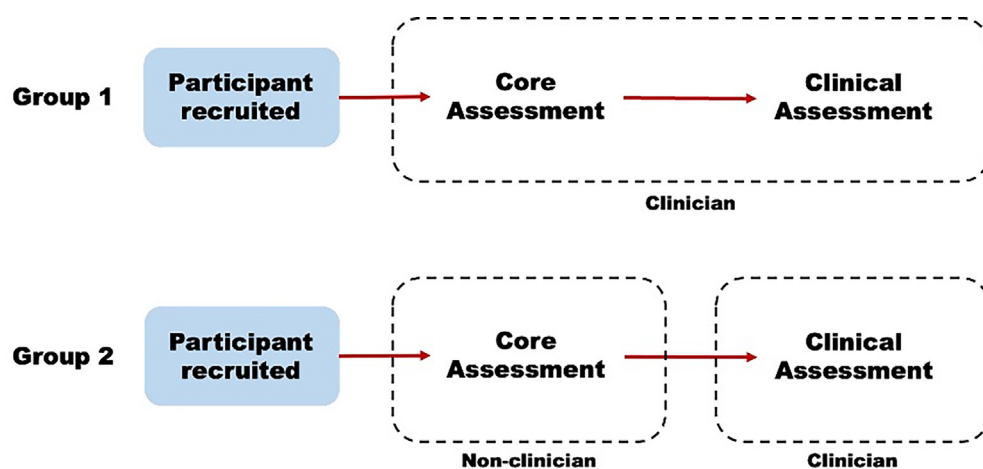 Group 1
Participant
recruited
Core
Assessment
Clinical
Assessment
Clinician
Group 2
Participant
recruited
Core
Assessment
Clinical
Assessment
Non-clinician
Clinician